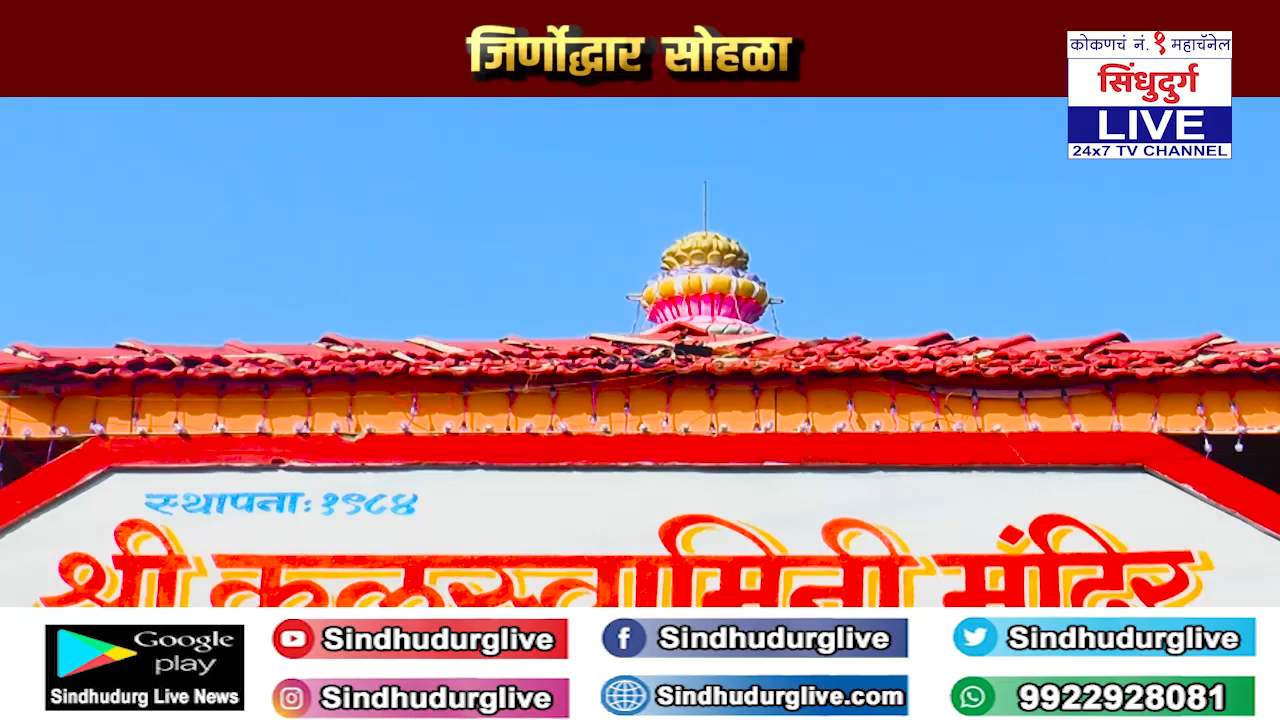 जिर्णोद्धार सोहळा
कोकणचं नं. १ महाचॅनेल
सिंधुदुर्ग
LIVE
24x7 TV CHANNEL
स्थापना: १९८४
श्री कळस्वामिनी मंदिर
Google play
Sindhudurg Live News
Sindhudurglive
Sindhudurglive
Sindhudurglive
Sindhudurglive
Sindhudurglive.com
9922928081